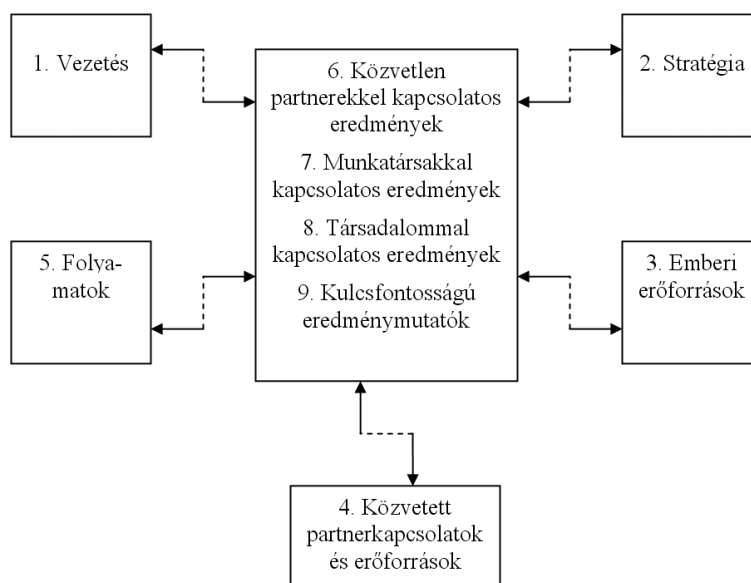 1. Vezetés
2. Stratégia
6. Közvetlen
partnerekkel kapcsolatos
eredmények
7. Munkatársakkal
kapcsolatos eredmények
8. Társadalommal
kapcsolatos eredmények
9. Kulcsfontosságú
eredménymutatók
5. Folya-
matok
3. Emberi
erőforrások
4. Közvetett
partnerkapcsolatok
és erőforrások